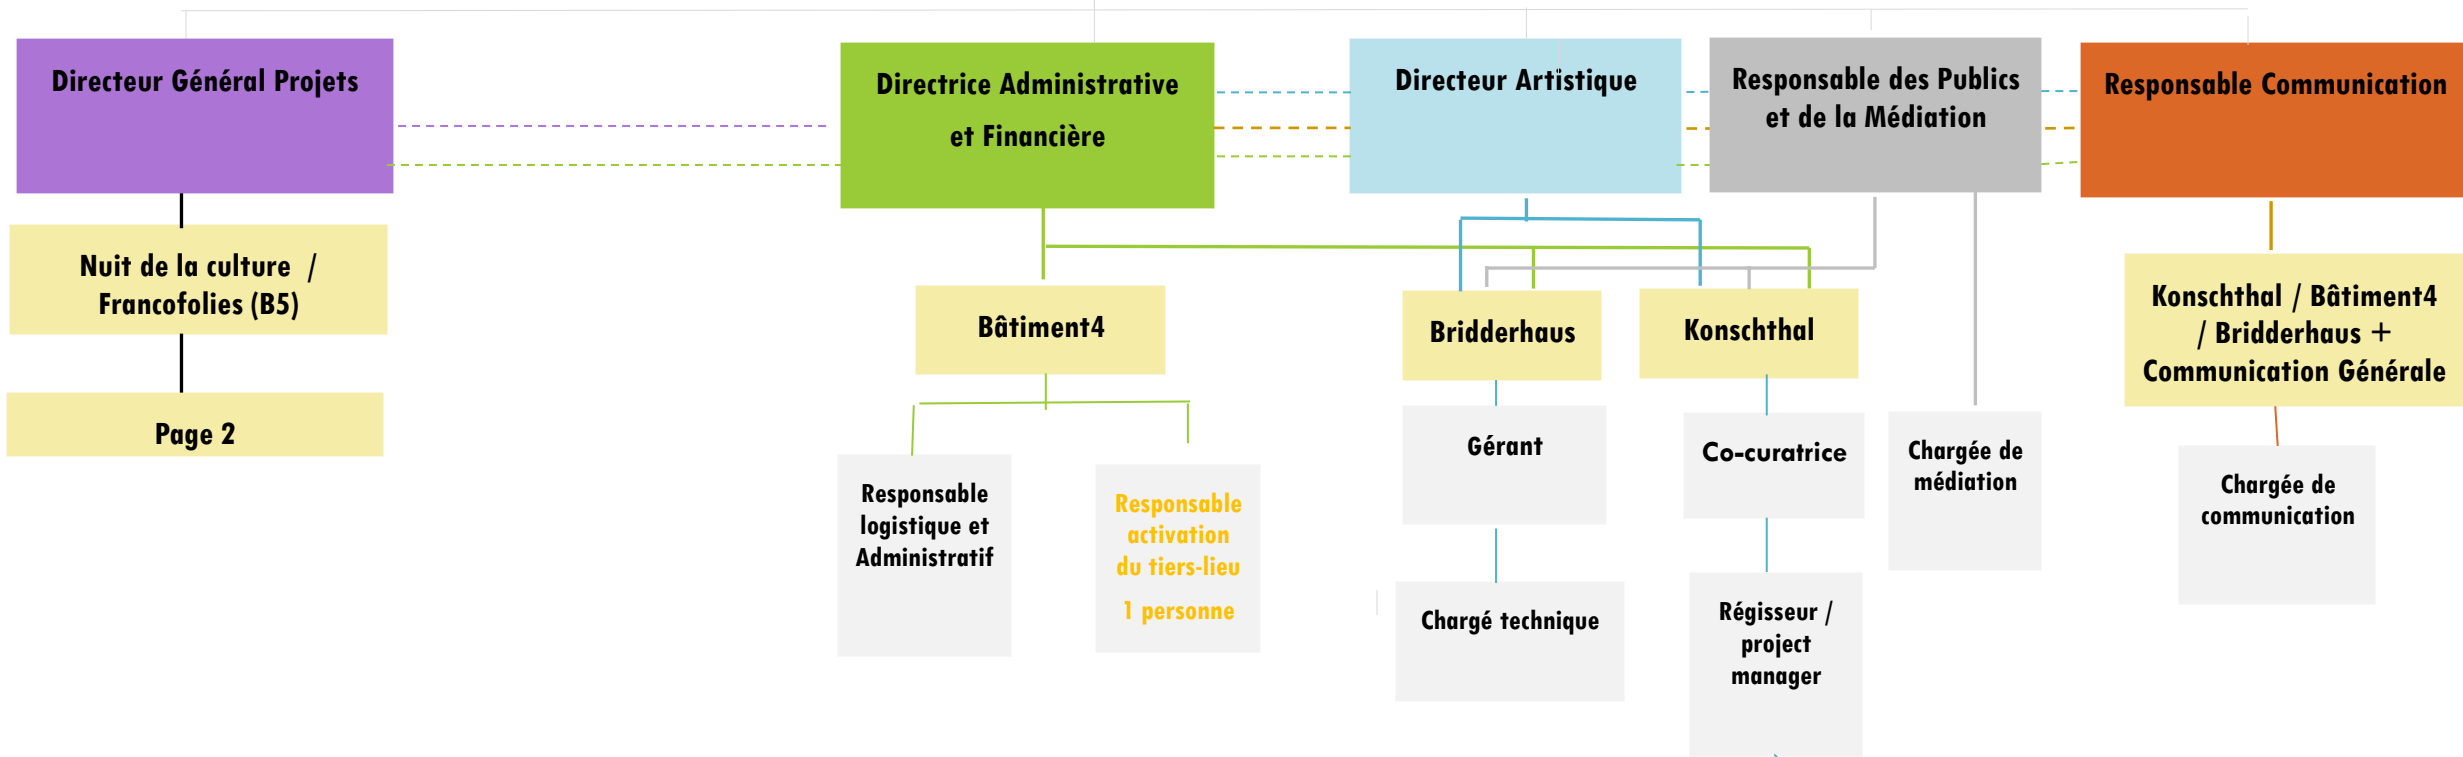 Directeur Général Projets
Directrice Administrative
et Financière
Directeur Artistique
Responsable des Publics
et de la Médiation
Responsable Communication
Nuit de la culture /
Francofolies (B5)
Page 2
Bâtiment4
Bridderhaus
Konschthal
Konschthal / Bâtiment4
/ Bridderhaus +
Communication Générale
Responsable
logistique et
Administratif
Responsable
activation
du tiers-lieu
1 personne
Gérant
Chargé technique
Co-curatrice
Régisseur /
project
manager
Chargée de
médiation
Chargée de
communication